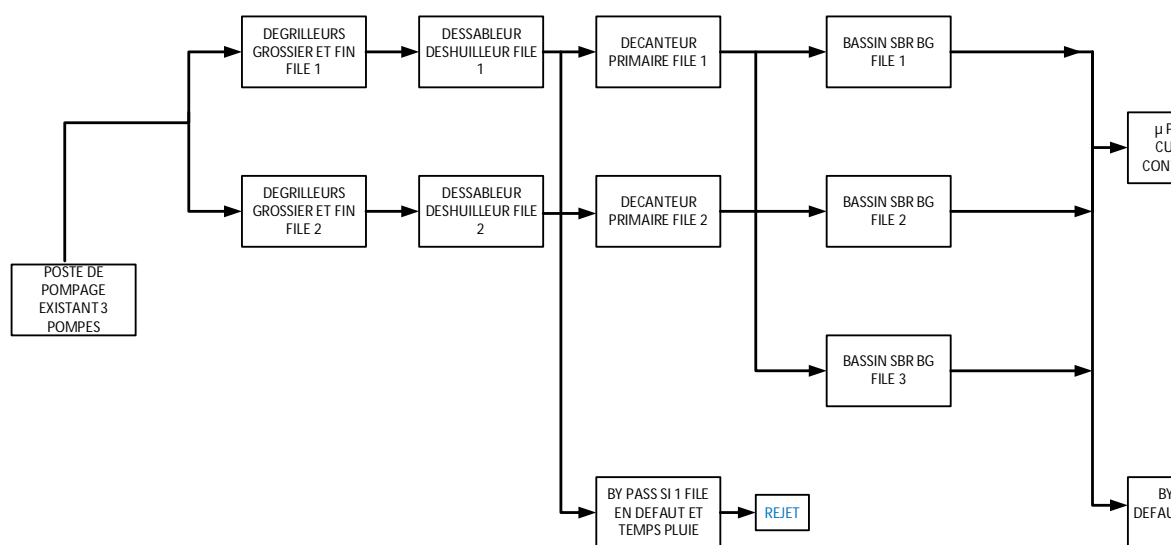 DEGRILLEURS
GROSSIER ET FIN
FILE 1
DESSABLEUR
DESHUILLEUR FILE
1
DECANTEUR
PRIMAIRE FILE 1
BASSIN SBR BG
FILE 1
DEGRILLEURS
GROSSIER ET FIN
FILE 2
DESSABLEUR
DESHUILLEUR FILE
2
DECANTEUR
PRIMAIRE FILE 2
BASSIN SBR BG
FILE 2
POSTE DE
POMPAGE
EXISTANT 3
POMPES
BASSIN SBR BG
FILE 3
BY PASS SI 1 FILE
EN DEFAUT ET
TEMPS PLUIE
REJET
µ
BY